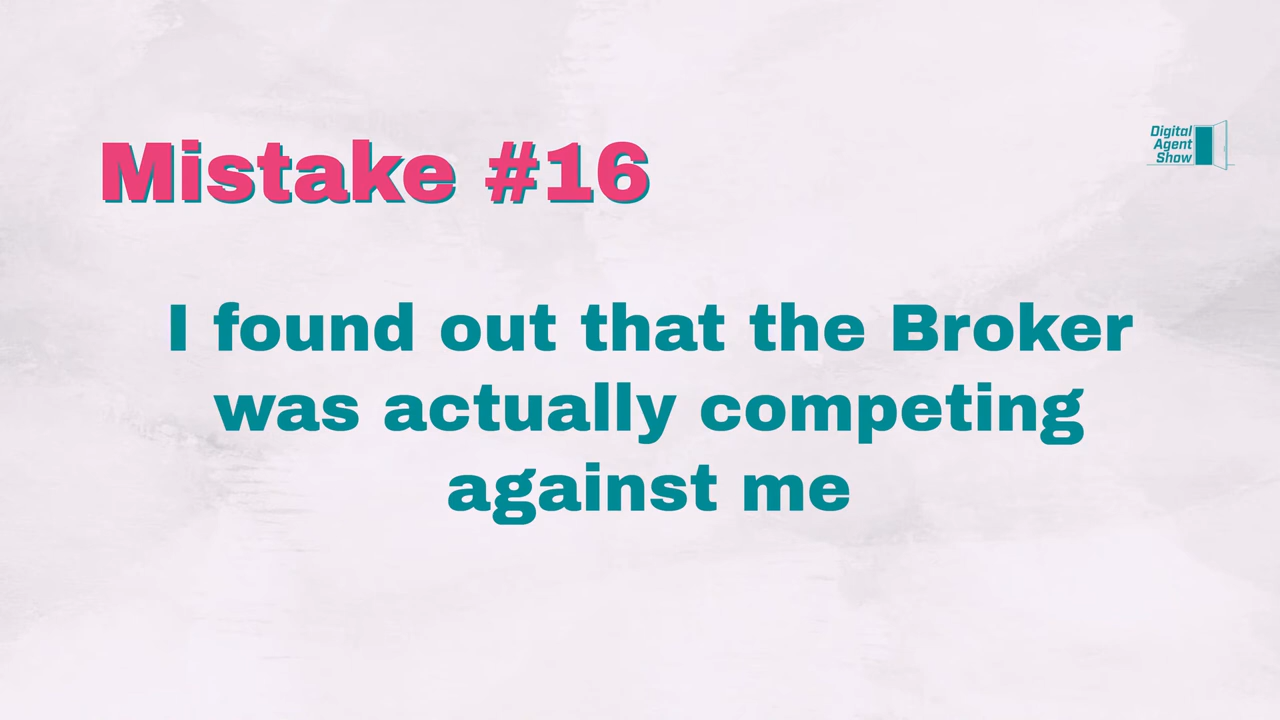 Mistake #16
Digital
Agent
Show
I found out that the Broker
was actually competing
against me